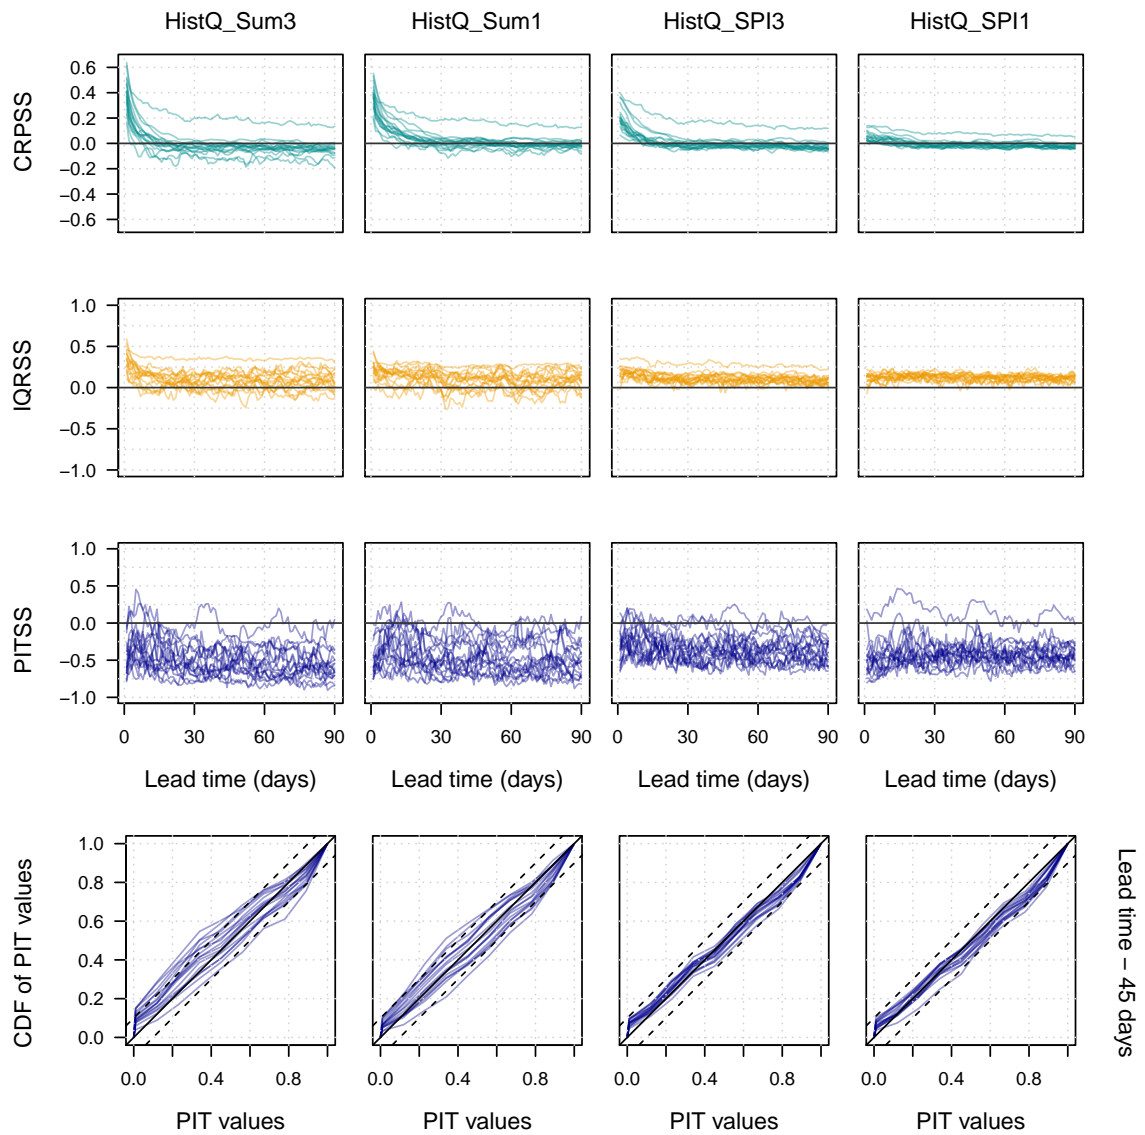 HistQ_Sum3 HistQ_Sum1 HistQ_SPI3 HistQ_SPI1
CRPSS
0.6
0.4
0.2
0.0
−0.2
−0.4
−0.6
IQRSS
1.0
0.5
0.0
−0.5
−1.0
PITSS
1.0
0.5
0.0
−0.5
−1.0
0 30 60 90 0 30 60 90 0 30 60 90 0 30 60 90
Lead time (days) Lead time (days) Lead time (days) Lead time (days)
CDF of PIT values
1.0
0.8
0.6
0.4
0.2
0.0
0.0 0.4 0.8 0.0 0.4 0.8 0.0 0.4 0.8 0.0 0.4 0.8
PIT values PIT values PIT values PIT values
Lead time − 45 days